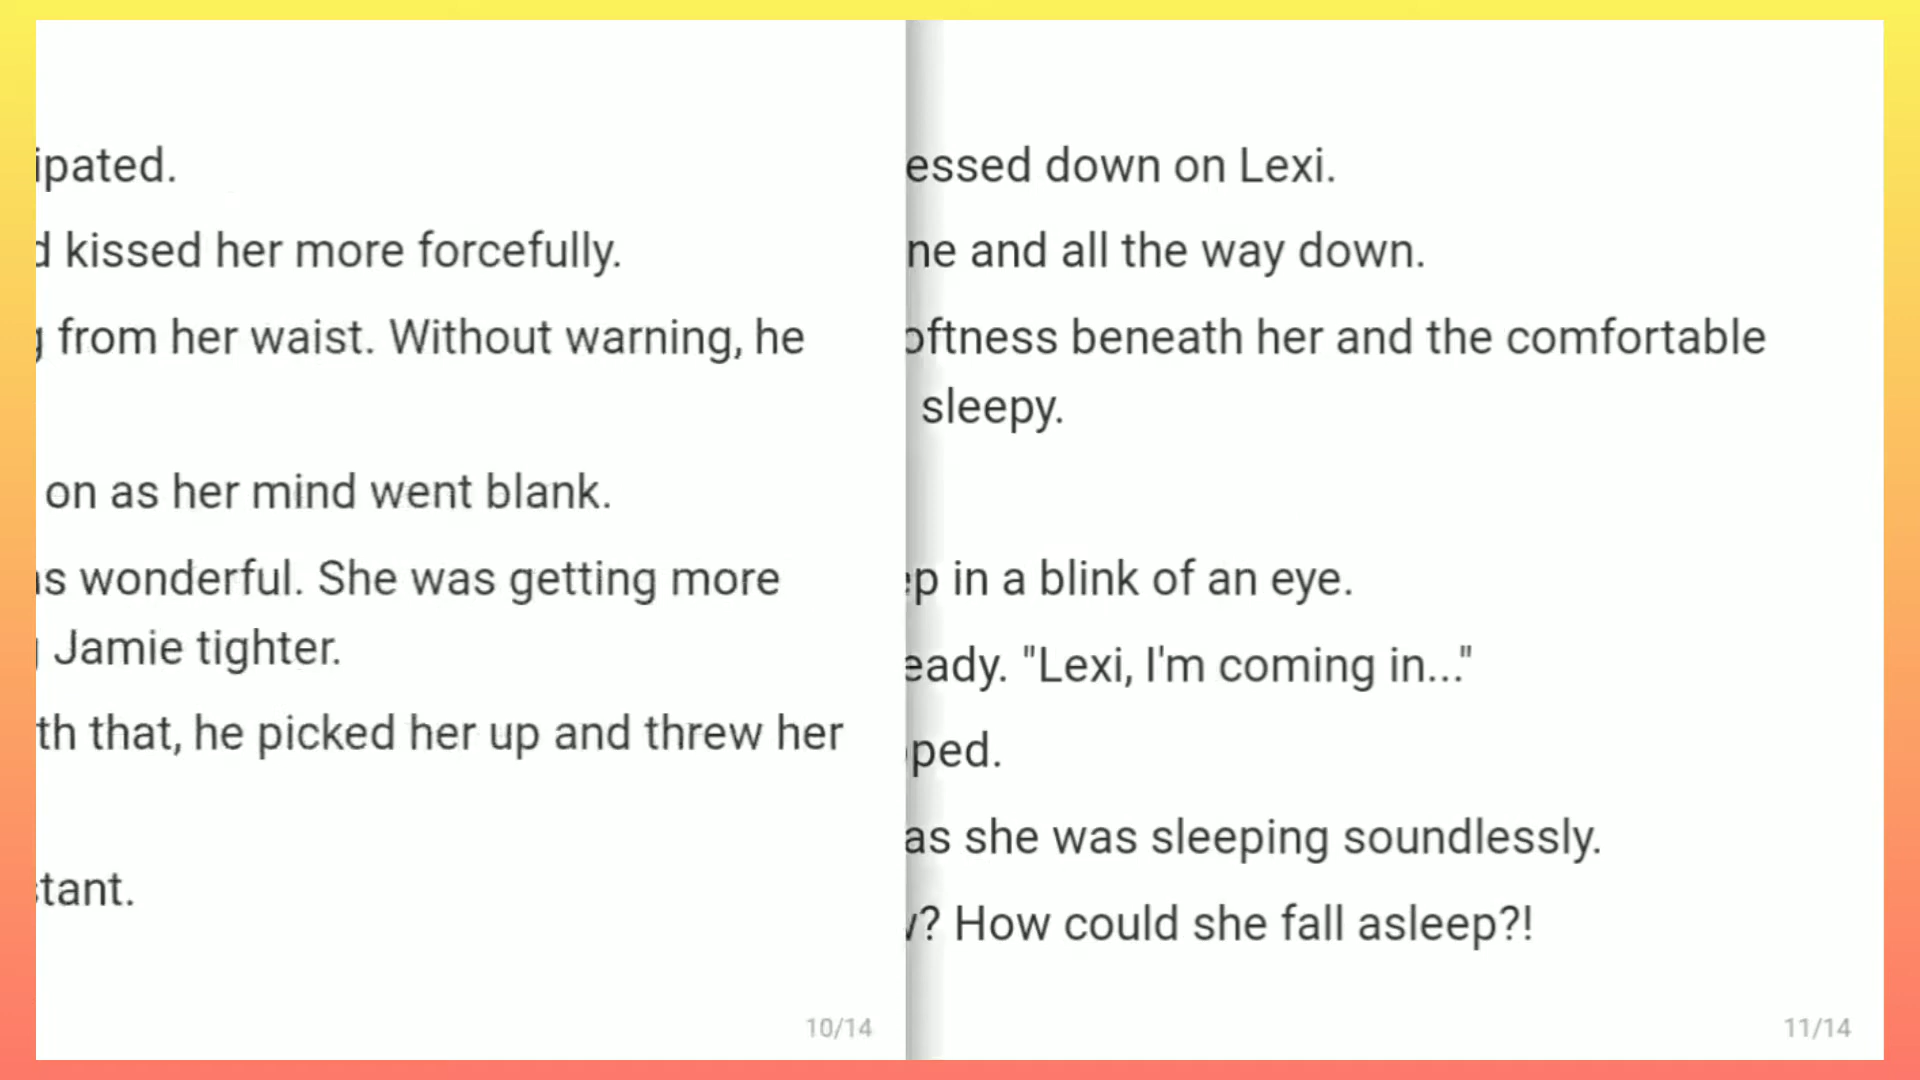 ipated.
kissed her more forcefully.
from her waist. Without warning, he
on as her mind went blank.
wonderful. She was getting more
Jamie tighter.
th that, he picked her up and threw her
stant.
10/14
essed down on Lexi.
ne and all the way down.
oftness beneath her and the comfortable
sleepy.
ep in a blink of an eye.
eady. "Lexi, I'm coming in..."
pped.
as she was sleeping soundlessly.
? How could she fall asleep?!
11/14